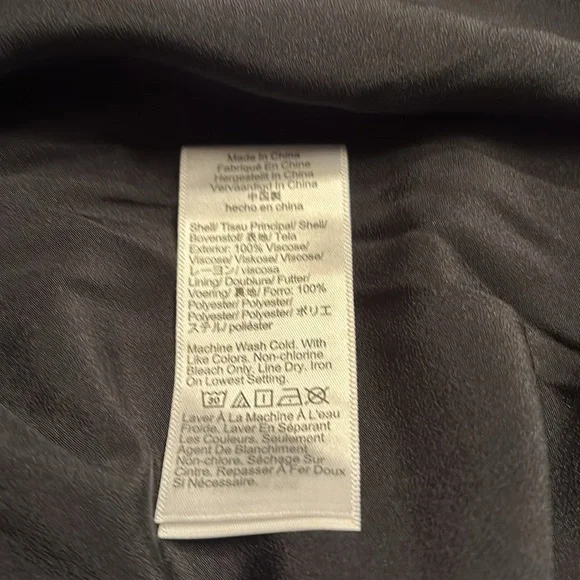 Made In China
Fabriqué En Chine
Hergestellt in China
Vervaardigd In China
中国製
hecho en china
Shell/ Tissu Principal/ Shell/
Bovenstof/ 表地/ Tela
Exterior: 100% Viscose/
Viscose/ Viskose/ Viscose/
レーヨン/ viscosa
Lining/ Doublure/ Futter/
Voering/ 裏地/ Forro: 100%
Polyester/ Polyester/
Polyester/ Polyester/ ポリエ
ステル/ poliéster
Machine Wash Cold. With
Like Colors. Non-chlorine
Bleach Only. Line Dry. Iron
On Lowest Setting.
30
Laver À La Machine À L'eau
Froide. Laver En Séparant
Les Couleurs. Seulement
Agent De Blanchiment
Non-chlore. Séchage Sur
Cintre. Repasser À Fer Doux
Si Nécessaire.